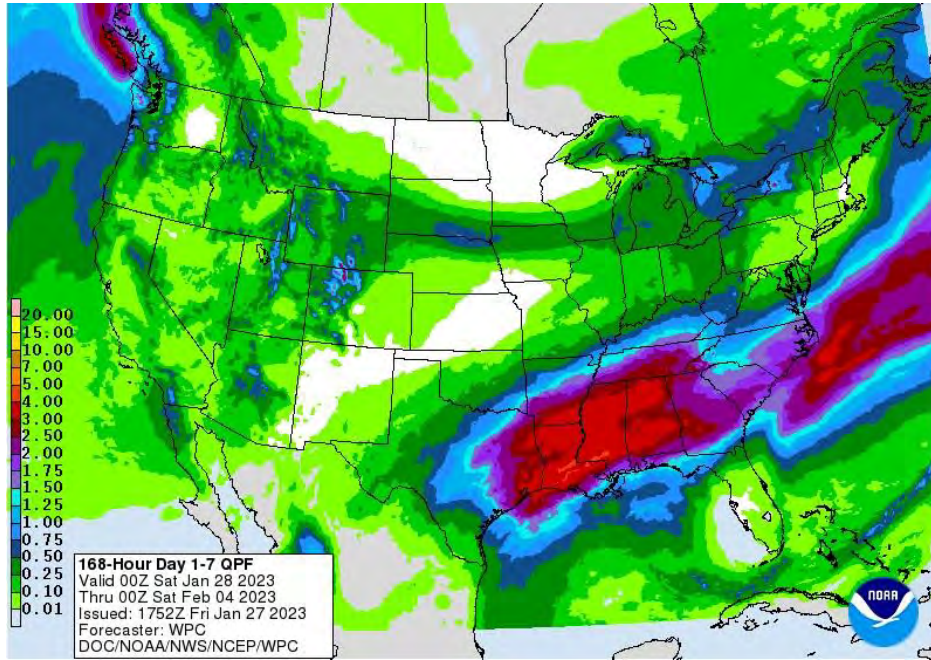 20.00
15.00
10.00
7.00
5.00
4.00
3.00
2.50
2.00
1.75
1.50
1.25
1.00
0.75
0.50
0.25
0.10
0.01
168-Hour Day 1-7 QPF
Valid 00Z Sat Jan 28 2023
Thru 00Z Sat Feb 04 2023
Issued: 1752Z Fri Jan 27 2023
Forecaster: WPC
DOC/NOAA/NWS/NCEP/WPC
NOAA